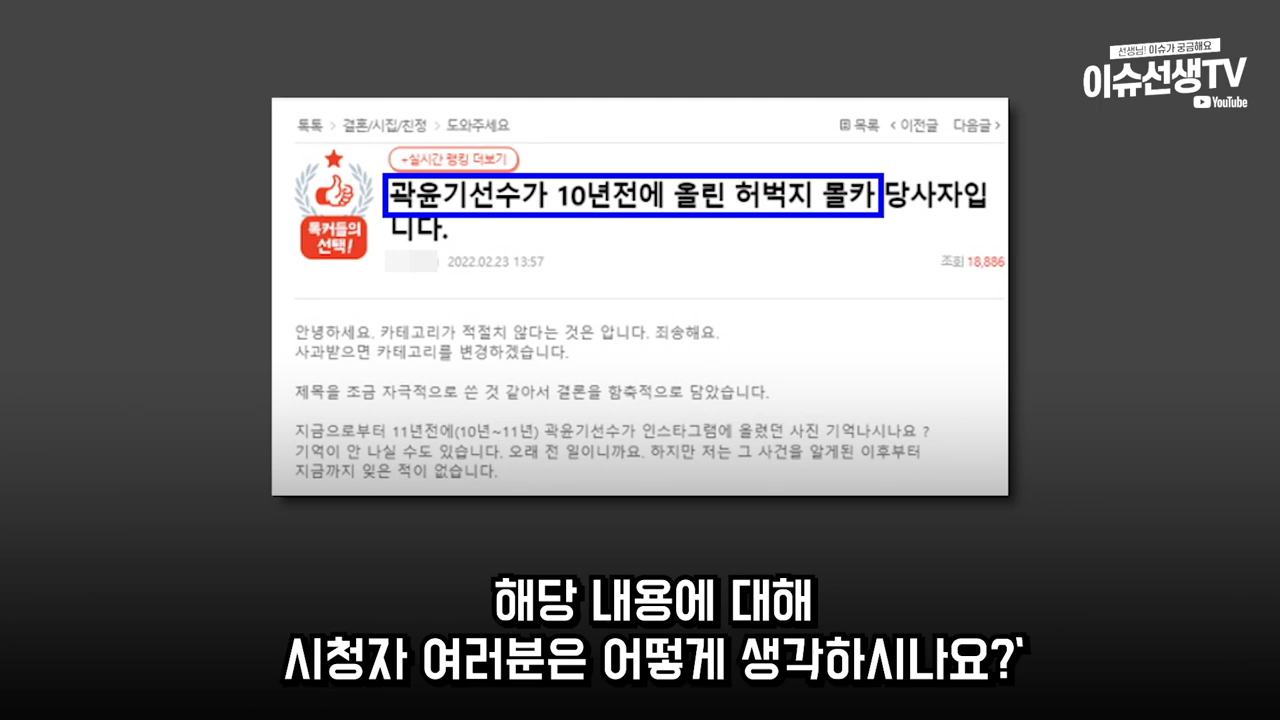 선생님! 이슈가 궁금해요
이슈선생TV
YouTube
톡톡 > 결혼/시집/친정 > 도와주세요
목록 < 이전글 다음글 >
+실시간 랭킹 더보기
톡커들의
선택!
곽윤기선수가 10년전에 올린 허벅지 몰카 당사자입
니다.
2022.02.23 13:57
조회 18,886
안녕하세요. 카테고리가 적절치 않다는 것은 압니다. 죄송해요.
사과받으면 카테고리를 변경하겠습니다.
제목을 조금 자극적으로 쓴 것 같아서 결론을 함축적으로 담았습니다.
지금으로부터 11년전에(10년~11년) 곽윤기선수가 인스타그램에 올렸던 사진 기억나시나요 ?
기억이 안 나실 수도 있습니다. 오래 전 일이니까요. 하지만 저는 그 사건을 알게된 이후부터
지금까지 잊은 적이 없습니다.
해당 내용에 대해
시청자 여러분은 어떻게 생각하시나요?'